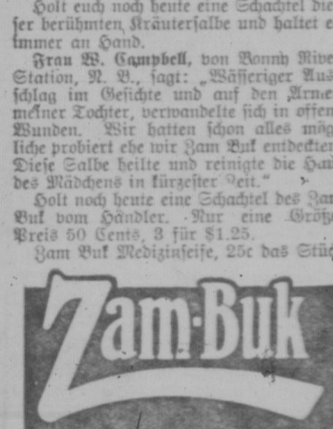 Holt euch noch heute eine Schachtel die
ser berühmten Kräutersalbe und haltet e
immer an Hand.
Frau W. Campbell, von Bonny Rive
Station, N. B., sagt: „Wässeriger Aus
schlag im Gesichte und auf den Arme
meiner Tochter, verwandelte sich in offen
Wunden. Wir hatten schon alles mög
liche probiert ehe wir Zam Buk entdeckten
Diese Salbe heilte und reinigte die Hau
des Mädchens in kürzester Zeit.“
Holt noch heute eine Schachtel des Zam
Buk vom Händler. Nur eine Größe
Preis 50 Cents, 3 für $1.25.
Zam Buk Medizinseife, 25c das Stüc
Zam-Buk